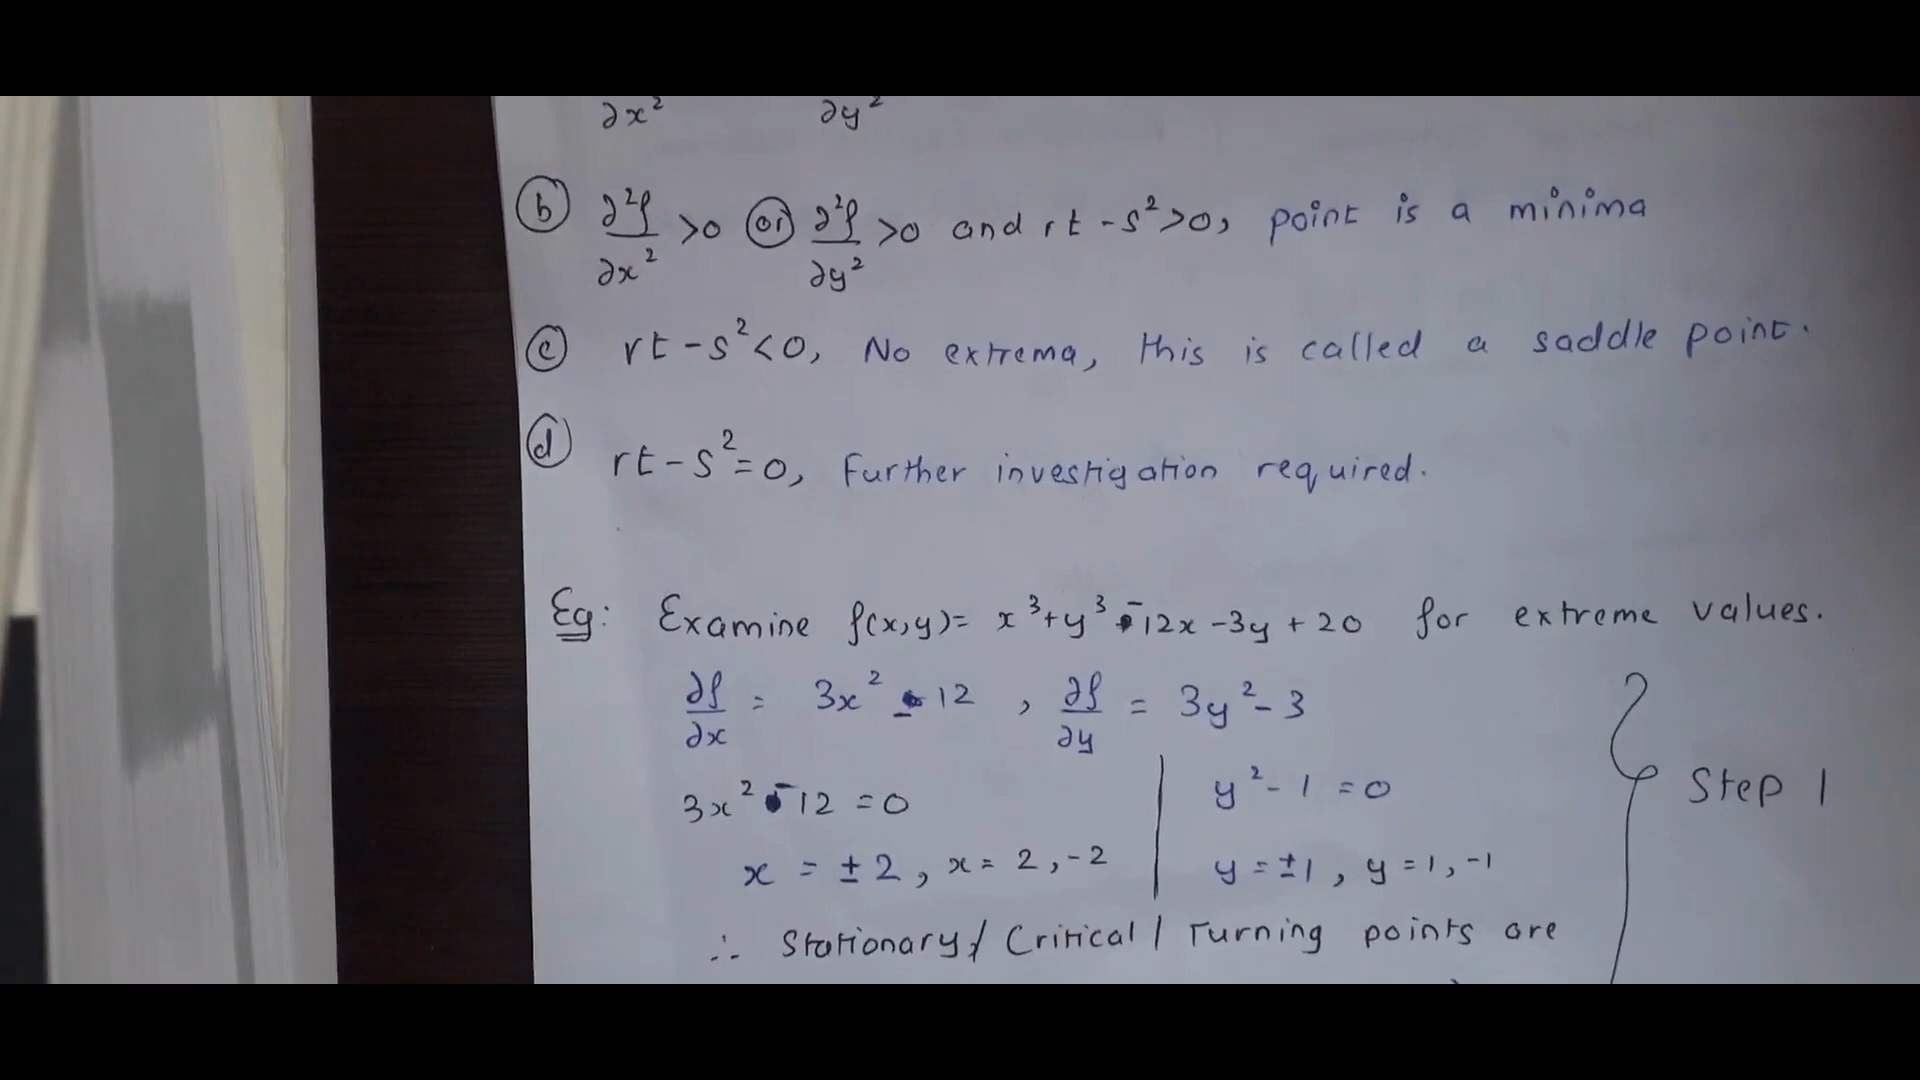 ∂x² ∂y²
(b) ∂²f/∂x² >0 (or) ∂²f/∂y² >0 and rt - s² >0, point is a minima
(c) rt - s² <0, No extrema, this is called a saddle point.
(d) rt - s² = 0, Further investigation required.
Eg: Examine f(x,y)= x³+y³-12x-3y+20 for extreme values.
∂f/∂x = 3x²-12 , ∂f/∂y = 3y²-3
3x²-12 =0 | y²-1 =0 Step 1
x = ±2, x= 2,-2 | y=±1, y=1,-1
∴ Stationary/ Critical / Turning points are